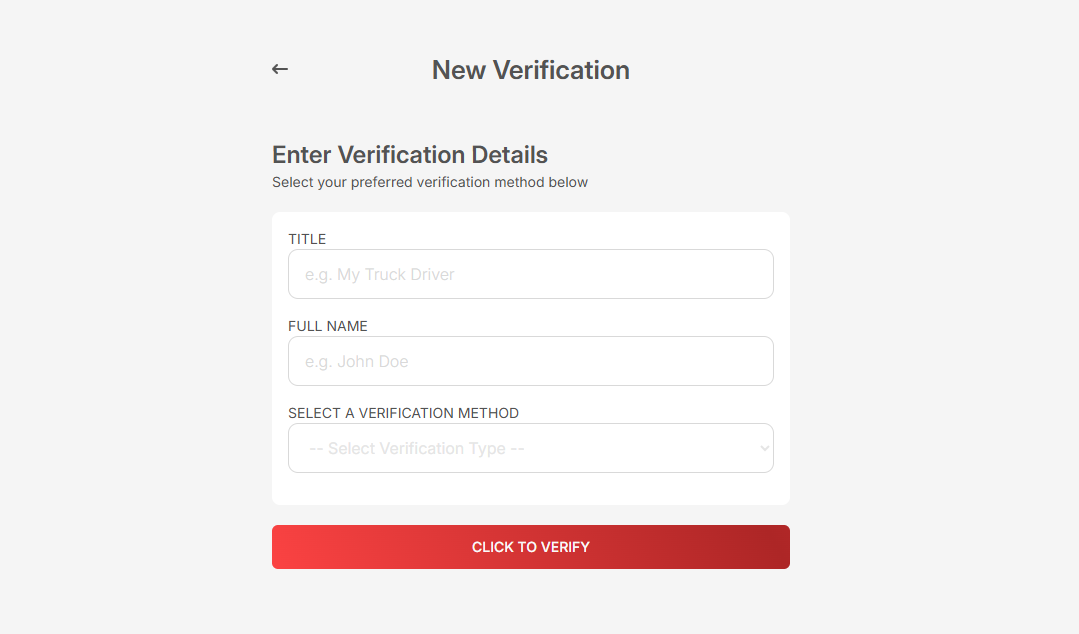 New Verification
Enter Verification Details
Select your preferred verification method below
TITLE
e.g. My Truck Driver
FULL NAME
e.g. John Doe
SELECT A VERIFICATION METHOD
-- Select Verification Type --
CLICK TO VERIFY